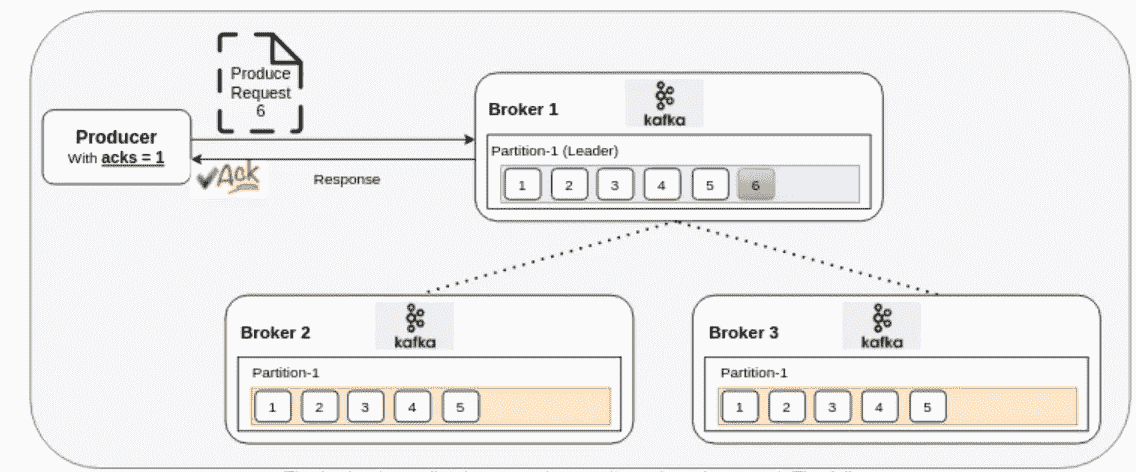 Produce
Request
6
Producer
With acks = 1
Ack
Response
Broker 1
kafka
Partition-1 (Leader)
1 2 3 4 5 6
Broker 2
kafka
Partition-1
1 2 3 4 5
Broker 3
kafka
Partition-1
1 2 3 4 5